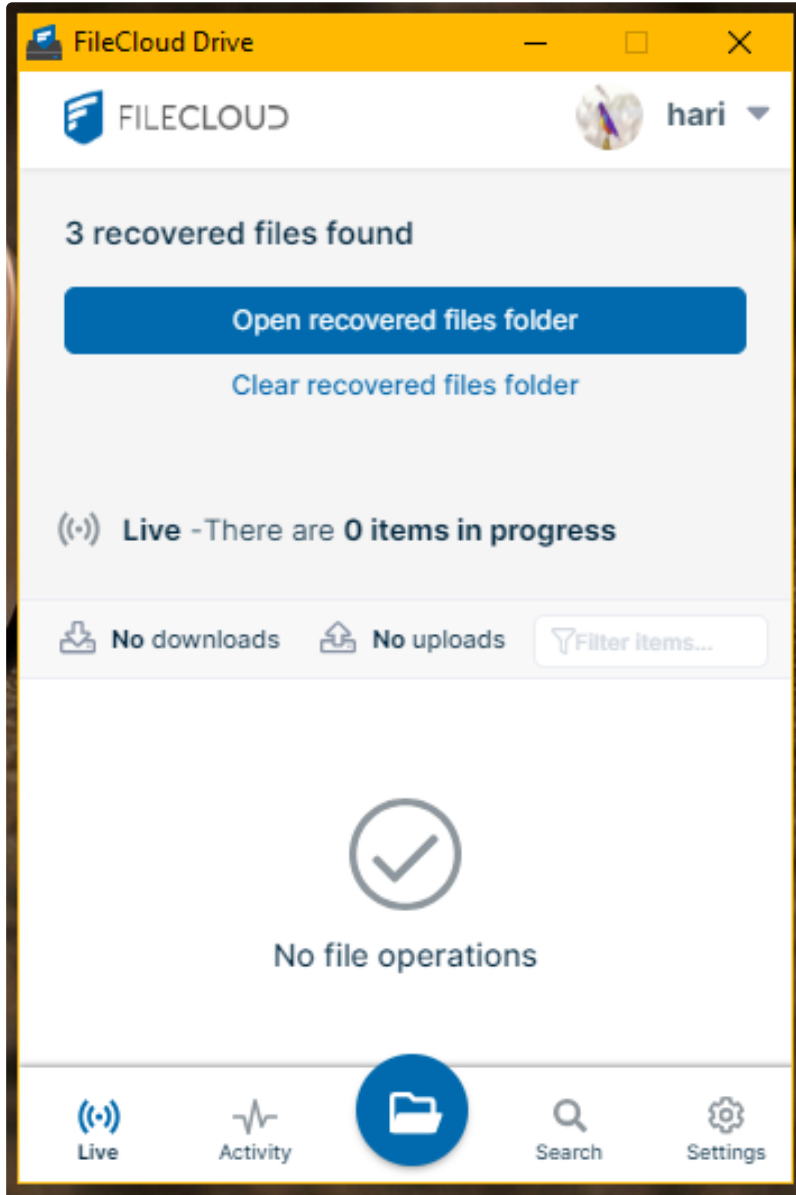 FileCloud Drive
FILECLOUD
hari
3 recovered files found
Open recovered files folder
Clear recovered files folder
Live -There are 0 items in progress
No downloads No uploads Filter items...
No file operations
Live Activity Search Settings